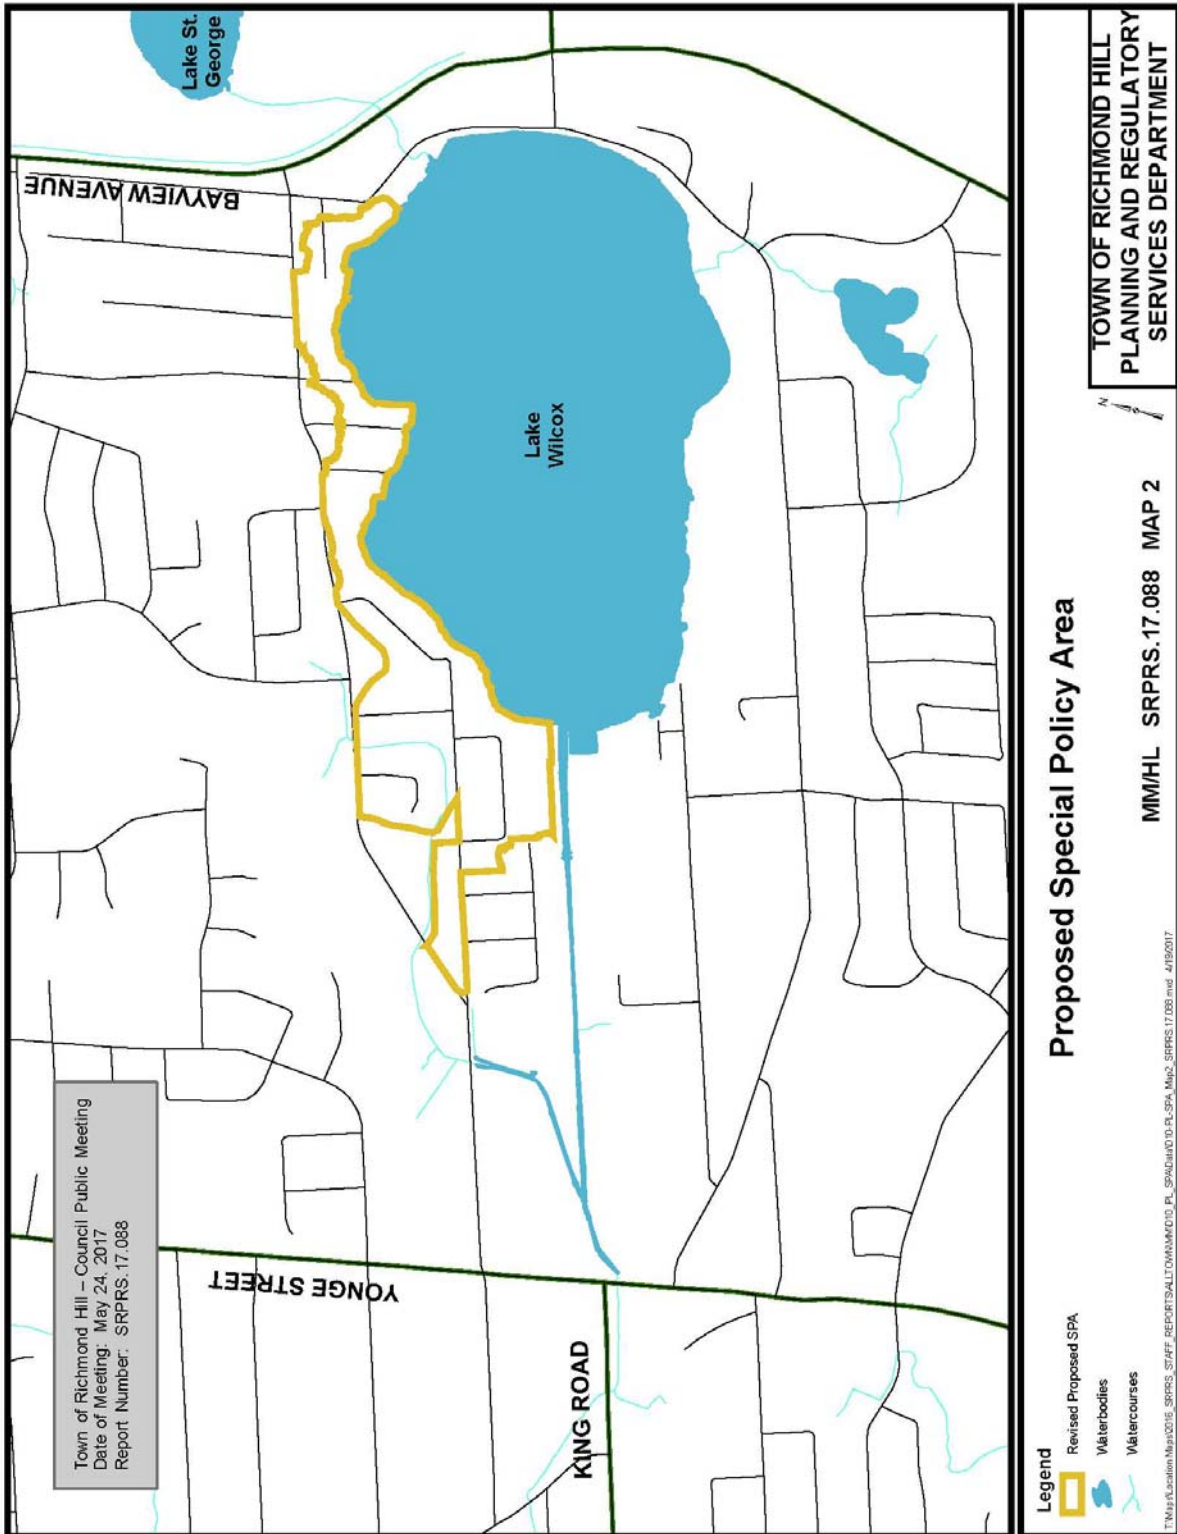 Town of Richmond Hill – Council Public Meeting
Date of Meeting: May 24, 2017
Report Number: SRPRS.17.088
Lake St.
George
BAYVIEW AVENUE
Lake
Wilcox
YONGE STREET
KING ROAD
Proposed Special Policy Area
Legend
Revised Proposed SPA
Waterbodies
Watercourses
MM/HL SRPRS.17.088 MAP 2
N
TOWN OF RICHMOND HILL
PLANNING AND REGULATORY
SERVICES DEPARTMENT